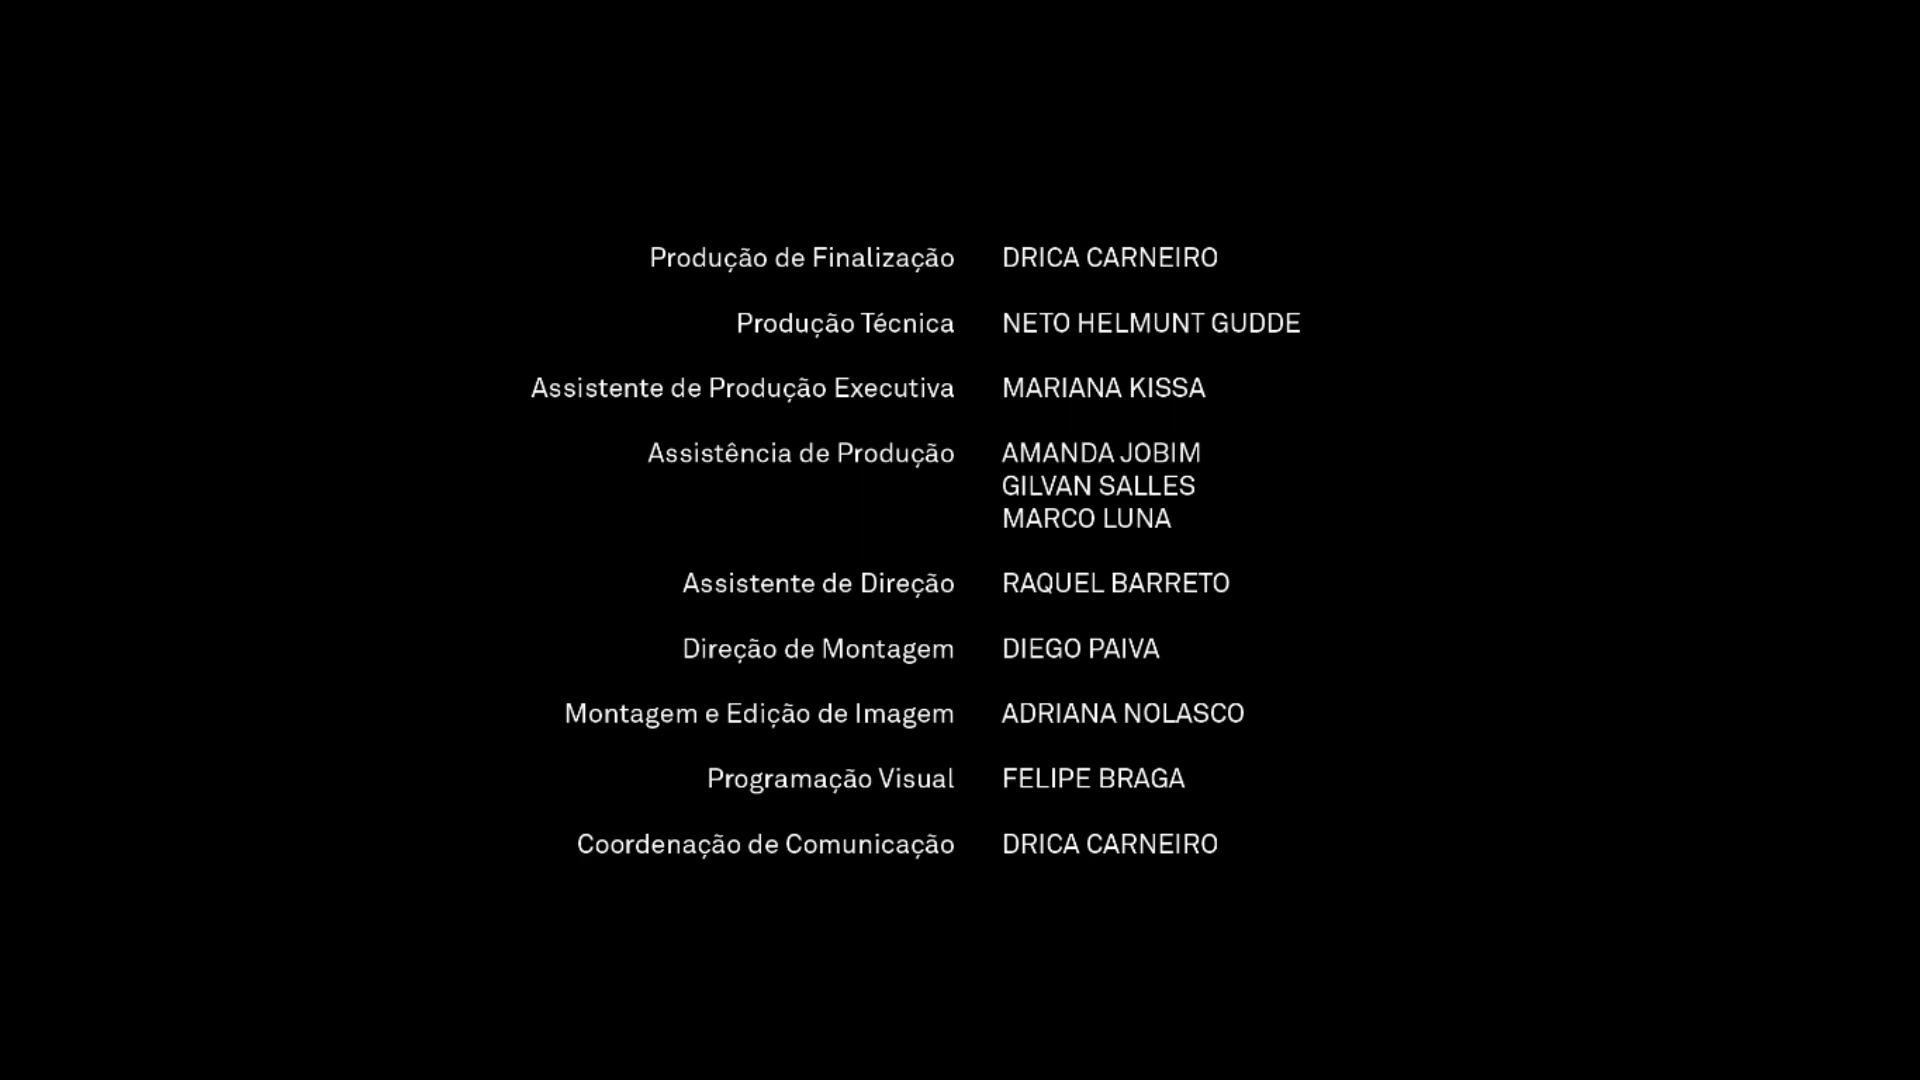 Produção de Finalização DRICA CARNEIRO
Produção Técnica NETO HELMUNT GUDDE
Assistente de Produção Executiva MARIANA KISSA
Assistência de Produção AMANDA JOBIM
GILVAN SALLES
MARCO LUNA
Assistente de Direção RAQUEL BARRETO
Direção de Montagem DIEGO PAIVA
Montagem e Edição de Imagem ADRIANA NOLASCO
Programação Visual FELIPE BRAGA
Coordenação de Comunicação DRICA CARNEIRO